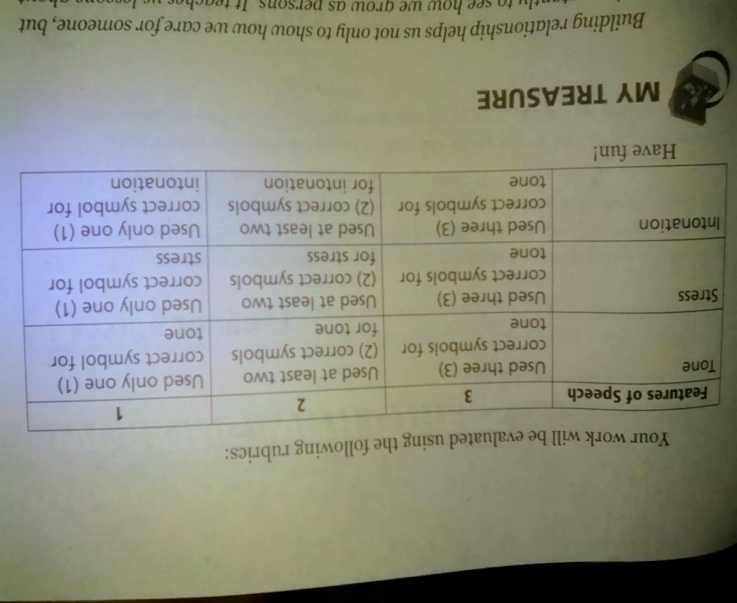 Your work will be evaluated using the following rubrics:
Features of Speech 3 2 1
Tone Used three (3) Used at least two Used only one (1)
correct symbols for (2) correct symbols correct symbol for
tone for tone tone
Stress Used three (3) Used at least two Used only one (1)
correct symbols for (2) correct symbols correct symbol for
tone for stress stress
Intonation Used three (3) Used at least two Used only one (1)
correct symbols for (2) correct symbols correct symbol for
tone for intonation intonation
Have fun!
MY TREASURE
Building relationship helps us not only to show how we care for someone, but
to see how we grow as persons. It teaches us lessons